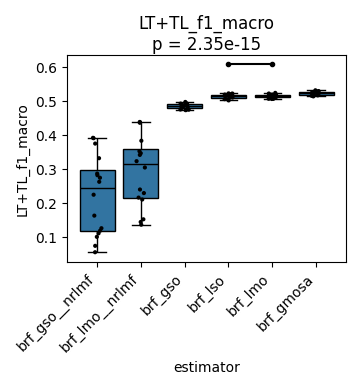 LT+TL_f1_macro
p = 2.35e-15
LT+TL_f1_macro
0.6
0.5
0.4
0.3
0.2
0.1
brf_gso__nrlmf
brf_lmo__nrlmf
brf_gso
brf_lso
brf_lmo
brf_gmosa
estimator